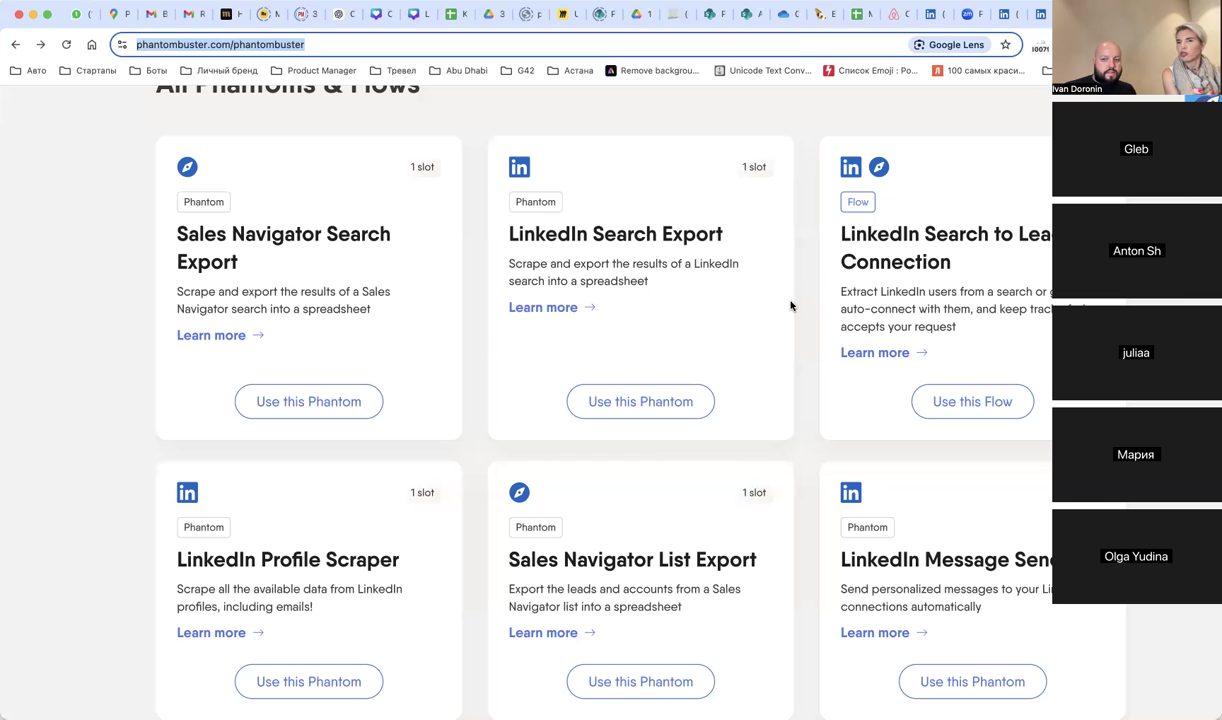 phantombuster.com/phantombuster
Google Lens
Авто
Стартапы
Боты
Личный бренд
Product Manager
Тревел
Abu Dhabi
G42
Астана
Remove backgrou...
Unicode Text Conv...
Список Emoji : Po...
100 самых краси...
All Phantoms & Flows
1 slot
Phantom
Sales Navigator Search
Export
Scrape and export the results of a Sales
Navigator search into a spreadsheet
Learn more →
Use this Phantom
1 slot
Phantom
LinkedIn Search Export
Scrape and export the results of a LinkedIn
search into a spreadsheet
Learn more →
Use this Phantom
Flow
LinkedIn Search to
Connection
Extract LinkedIn users from a search or
auto-connect with them, and keep
accepts your request
Learn more →
Use this Flow
1 slot
Phantom
LinkedIn Profile Scraper
Scrape all the available data from LinkedIn
profiles, including emails!
Learn more →
Use this Phantom
1 slot
Phantom
Sales Navigator List Export
Export the leads and accounts from a Sales
Navigator list into a spreadsheet
Learn more →
Use this Phantom
Phantom
LinkedIn Message
Send personalized messages to your
connections automatically
Learn more →
Use this Phantom
Ivan Doronin
Gleb
Anton Sh
juliaa
Мария
Olga Yudina